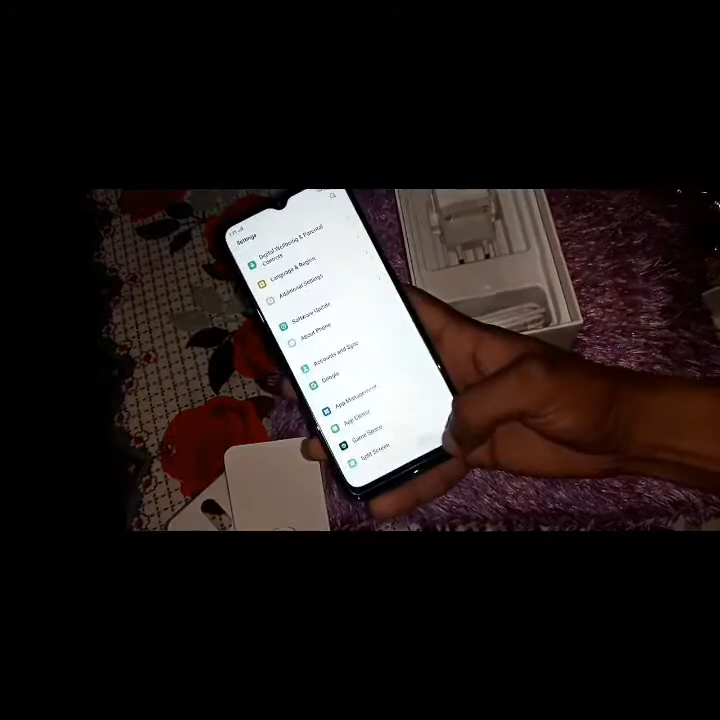 Settings
Digital Wellbeing & Parental
Controls
Language & Region
Additional Settings
Software Update
About Phone
Accounts and Sync
Google
App Management
App Cloner
Game Space
Split Screen